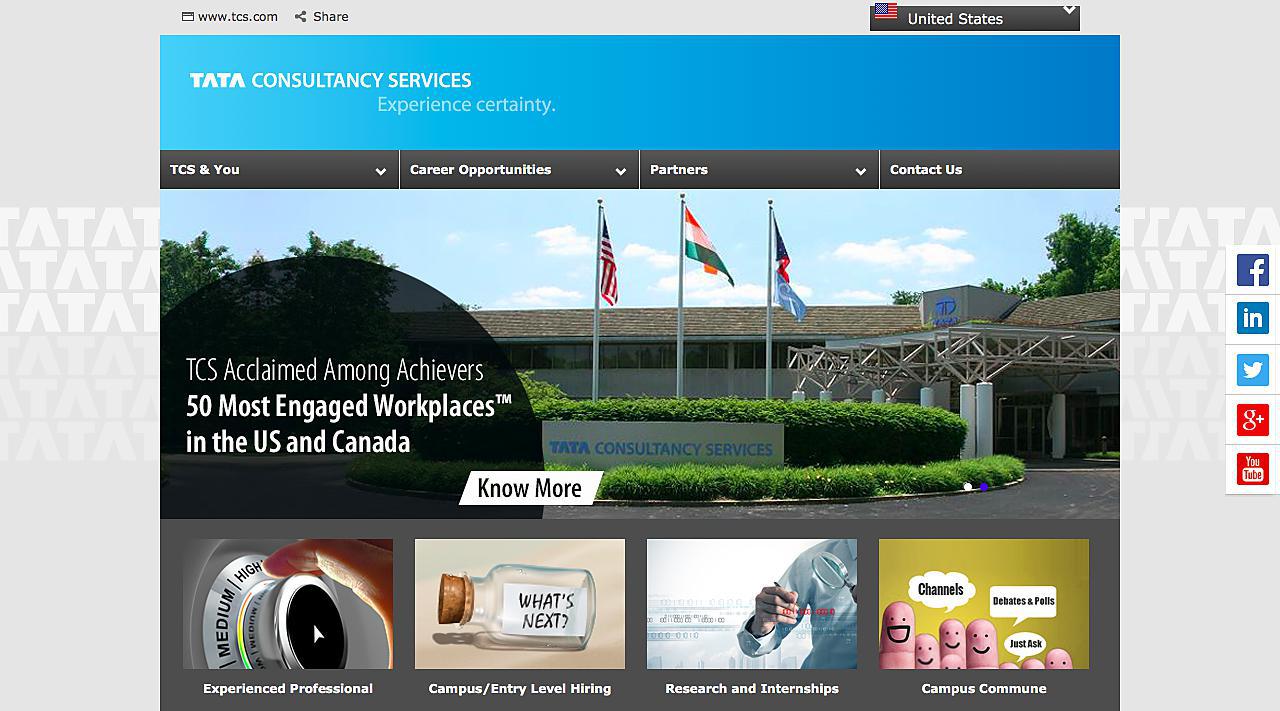 www.tcs.com
Share
United States
TATA CONSULTANCY SERVICES
Experience certainty.
TCS & You
Career Opportunities
Partners
Contact Us
TATA
TCS Acclaimed Among Achievers
50 Most Engaged Workplaces™
in the US and Canada
TATA CONSULTANCY SERVICES
Know More
f
in
g+
You
Tube
MEDIUM | HIGH
WHAT'S
NEXT?
Channels
Debates & Polls
Just Ask
Experienced Professional
Campus/Entry Level Hiring
Research and Internships
Campus Commune